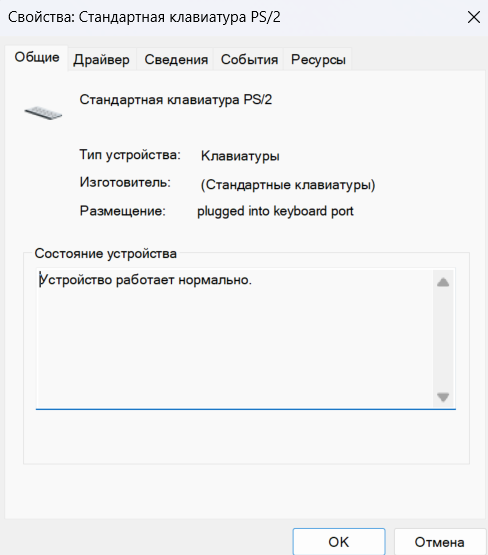 Свойства: Стандартная клавиатура PS/2
Общие Драйвер Сведения События Ресурсы
Стандартная клавиатура PS/2
Тип устройства: Клавиатуры
Изготовитель: (Стандартные клавиатуры)
Размещение: plugged into keyboard port
Состояние устройства
Устройство работает нормально.
OK Отмена